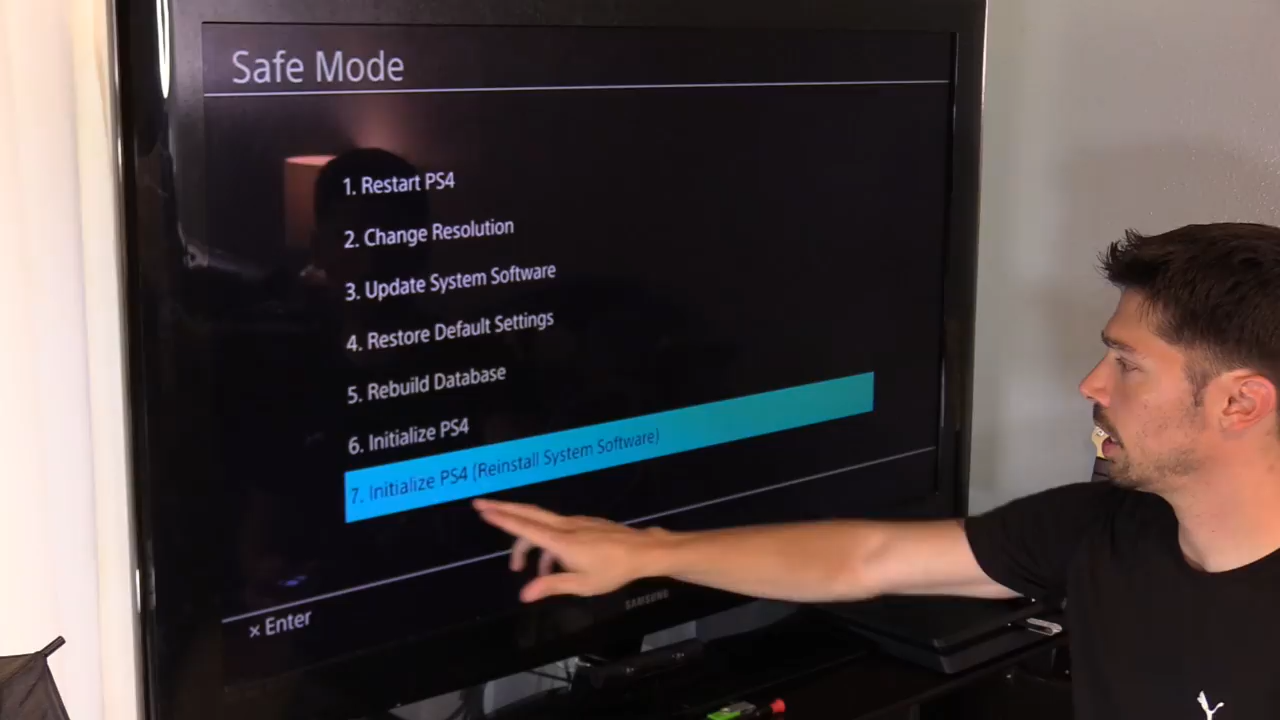 Safe Mode
1. Restart PS4
2. Change Resolution
3. Update System Software
4. Restore Default Settings
5. Rebuild Database
6. Initialize PS4
7. Initialize PS4 (Reinstall System Software)
× Enter
SAMSUNG